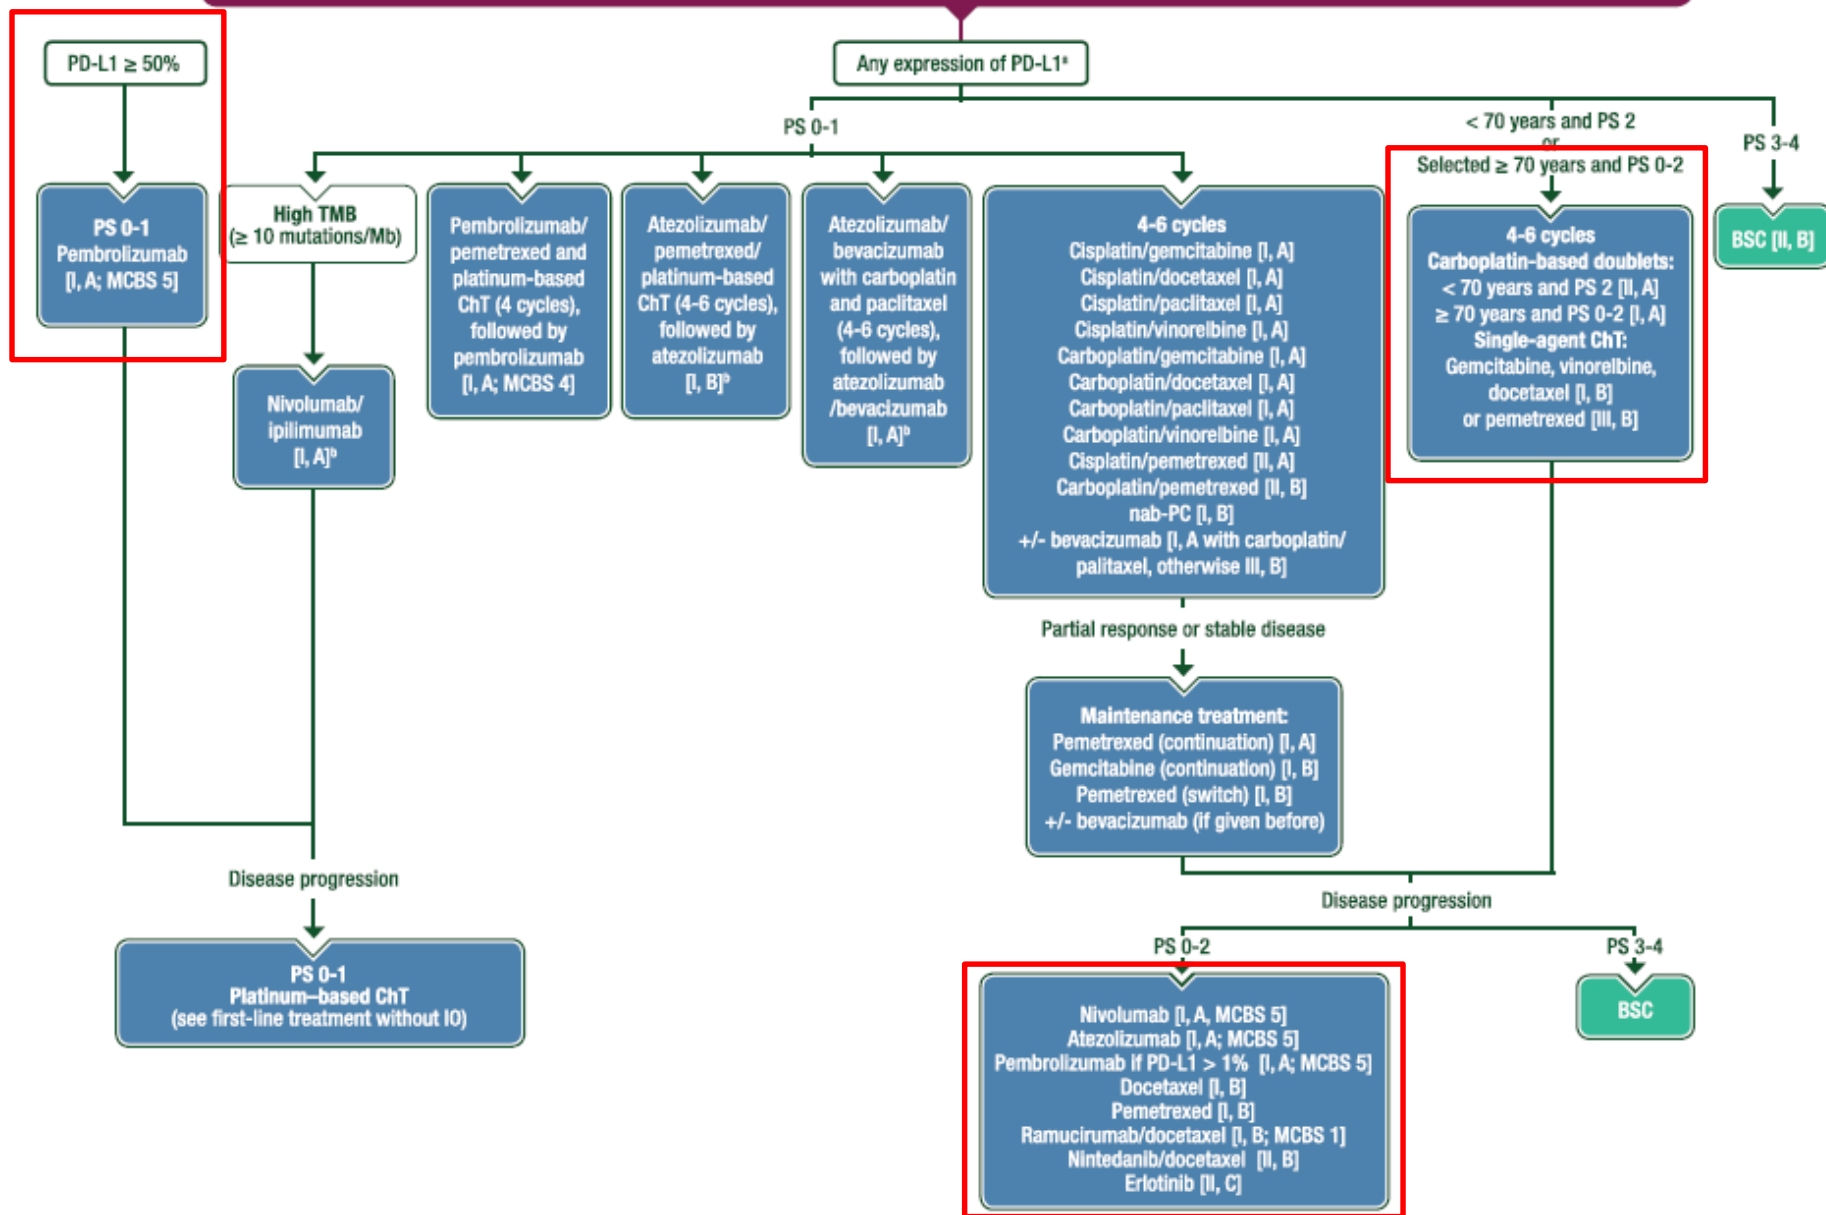 PD-L1 ≥ 50%
PS 0-1
Pembrolizumab
[I, A; MCBS 5]
Any expression of PD-L1ª
PS 0-1
High TMB
(≥ 10 mutations/Mb)
Nivolumab/
ipilimumab
[I, A]ᵇ
Pembrolizumab/
pemetrexed and
platinum-based
ChT (4 cycles),
followed by
pembrolizumab
[I, A; MCBS 4]
Atezolizumab/
pemetrexed/
platinum-based
ChT (4-6 cycles),
followed by
atezolizumab
[I, B]ᵇ
Atezolizumab/
bevacizumab
with carboplatin
and paclitaxel
(4-6 cycles),
followed by
atezolizumab
/bevacizumab
[I, A]ᵇ
4-6 cycles
Cisplatin/gemcitabine [I, A]
Cisplatin/docetaxel [I, A]
Cisplatin/paclitaxel [I, A]
Cisplatin/vinorelbine [I, A]
Carboplatin/gemcitabine [I, A]
Carboplatin/docetaxel [I, A]
Carboplatin/paclitaxel [I, A]
Carboplatin/vinorelbine [I, A]
Cisplatin/pemetrexed [II, A]
Carboplatin/pemetrexed [II, B]
nab-PC [I, B]
+/- bevacizumab [I, A with carboplatin/
palitaxel, otherwise III, B]
< 70 years and PS 2
or
Selected ≥ 70 years and PS 0-2
4-6 cycles
Carboplatin-based doublets:
< 70 years and PS 2 [II, A]
≥ 70 years and PS 0-2 [I, A]
Single-agent ChT:
Gemcitabine, vinorelbine,
docetaxel [I, B]
or pemetrexed [III, B]
PS 3-4
BSC [II, B]
Partial response or stable disease
Maintenance treatment:
Pemetrexed (continuation) [I, A]
Gemcitabine (continuation) [I, B]
Pemetrexed (switch) [I, B]
+/- bevacizumab (if given before)
Disease progression
PS 0-1
Platinum–based ChT
(see first-line treatment without IO)
Disease progression
PS 0-2
Nivolumab [I, A, MCBS 5]
Atezolizumab [I, A; MCBS 5]
Pembrolizumab if PD-L1 > 1% [I, A; MCBS 5]
Docetaxel [I, B]
Pemetrexed [I, B]
Ramucirumab/docetaxel [I, B; MCBS 1]
Nintedanib/docetaxel [II, B]
Erlotinib [II, C]
PS 3-4
BSC